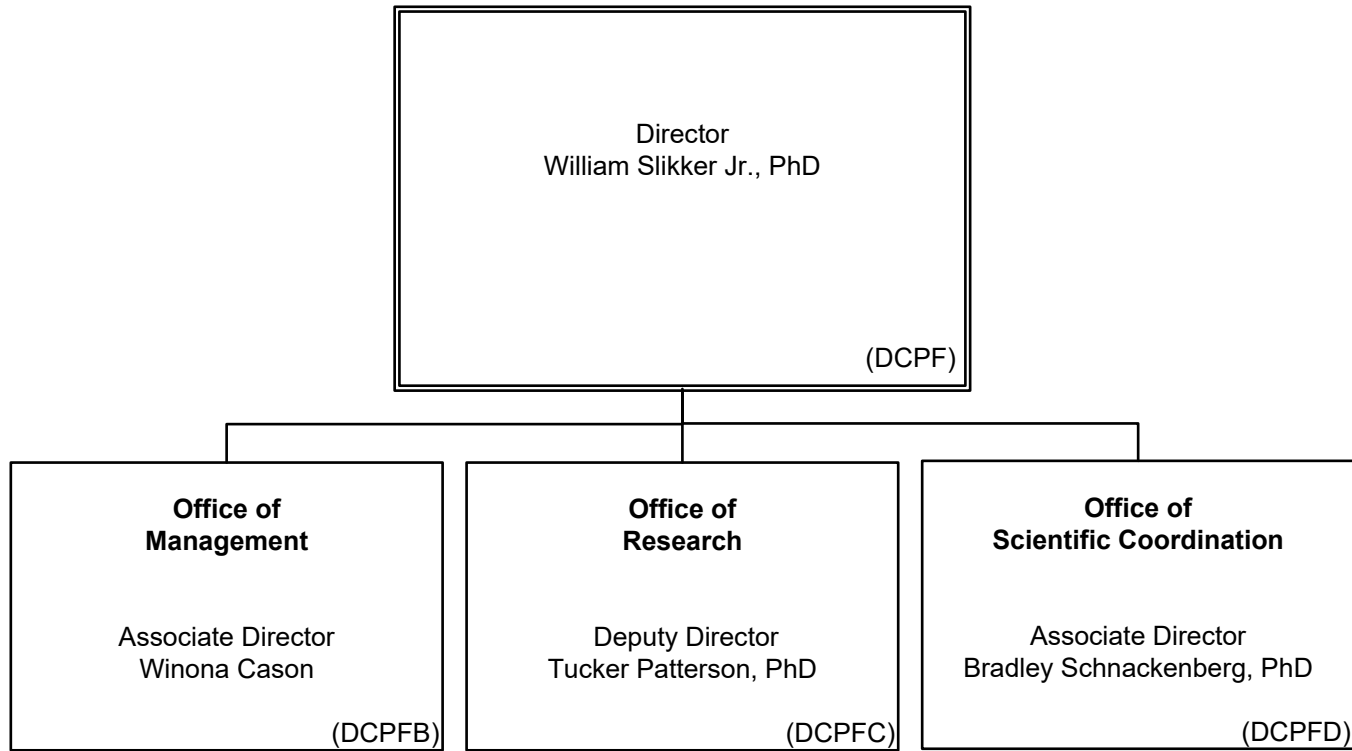 Director
William Slikker Jr., PhD
(DCPF)
Office of
Management
Associate Director
Winona Cason
(DCPFB)
Office of
Research
Deputy Director
Tucker Patterson, PhD
(DCPFC)
Office of
Scientific Coordination
Associate Director
Bradley Schnackenberg, PhD
(DCPFD)